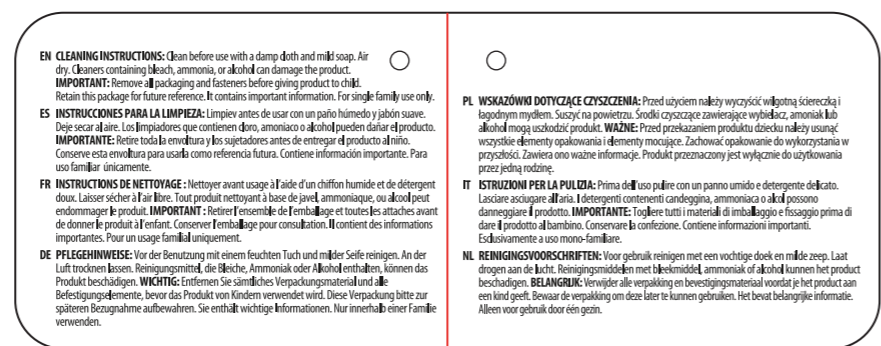 EN CLEANING INSTRUCTIONS: Clean before use with a damp cloth and mild soap. Air
dry. Cleaners containing bleach, ammonia, or alcohol can damage the product.
IMPORTANT: Remove all packaging and fasteners before giving product to child.
Retain this package for future reference. It contains important information. For single family use only.
ES INSTRUCCIONES PARA LA LIMPIEZA: Limpiev antes de usar con un paño húmedo y jabón suave.
Deje secar al aire. Los limpiadores que contienen cloro, amoniaco o alcohol pueden dañar el producto.
IMPORTANTE: Retire toda la envoltura y los sujetadores antes de entregar el producto al niño.
Conserve esta envoltura para usarla como referencia futura. Contiene información importante. Para
uso familiar únicamente.
FR INSTRUCTIONS DE NETTOYAGE : Nettoyer avant usage à l'aide d'un chiffon humide et de détergent
doux. Laisser sécher à l'air libre. Tout produit nettoyant à base de javel, ammoniaque, ou alcool peut
endommager le produit. IMPORTANT : Retirer l'ensemble de l'emballage et toutes les attaches avant
de donner le produit à l'enfant. Conserver l'emballage pour consultation. Il contient des informations
importantes. Pour un usage familial uniquement.
DE PFLEGEHINWEISE: Vor der Benutzung mit einem feuchten Tuch und milder Seife reinigen. An der
Luft trocknen lassen. Reinigungsmittel, die Bleiche, Ammoniak oder Alkohol enthalten, können das
Produkt beschädigen. WICHTIG: Entfernen Sie sämtliches Verpackungsmaterial und alle
Befestigungselemente, bevor das Produkt von Kindern verwendet wird. Diese Verpackung bitte zur
späteren Bezugnahme aufbewahren. Sie enthält wichtige Informationen. Nur innerhalb einer Familie
verwenden.
PL WSKAZÓWKI DOTYCZĄCE CZYSZCZENIA: Przed użyciem należy wyczyścić wilgotną ściereczką i
łagodnym mydłem. Suszyć na powietrzu. Środki czyszczące zawierające wybielacz, amoniak lub
alkohol mogą uszkodzić produkt. WAŻNE: Przed przekazaniem produktu dziecku należy usunąć
wszystkie elementy opakowania i elementy mocujące. Zachować opakowanie do wykorzystania w
przyszłości. Zawiera ono ważne informacje. Produkt przeznaczony jest wyłącznie do użytkowania
przez jedną rodzinę.
IT ISTRUZIONI PER LA PULIZIA: Prima dell'uso pulire con un panno umido e detergente delicato.
Lasciare asciugare all'aria. I detergenti contenenti candeggina, ammoniaca o alcol possono
danneggiare il prodotto. IMPORTANTE: Togliere tutti i materiali di imballaggio e fissaggio prima di
dare il prodotto al bambino. Conservare la confezione. Contiene informazioni importanti.
Esclusivamente a uso mono-familiare.
NL REINIGINGSVOORSCHRIFTEN: Voor gebruik reinigen met een vochtige doek en milde zeep. Laat
drogen aan de lucht. Reinigingsmiddelen met bleekmiddel, ammoniak of alcohol kunnen het product
beschadigen. BELANGRIJK: Verwijder alle verpakking en bevestigingsmateriaal voordat je het product aan
een kind geeft. Bewaar de verpakking om deze later te kunnen gebruiken. Het bevat belangrijke informatie.
Alleen voor gebruik door één gezin.